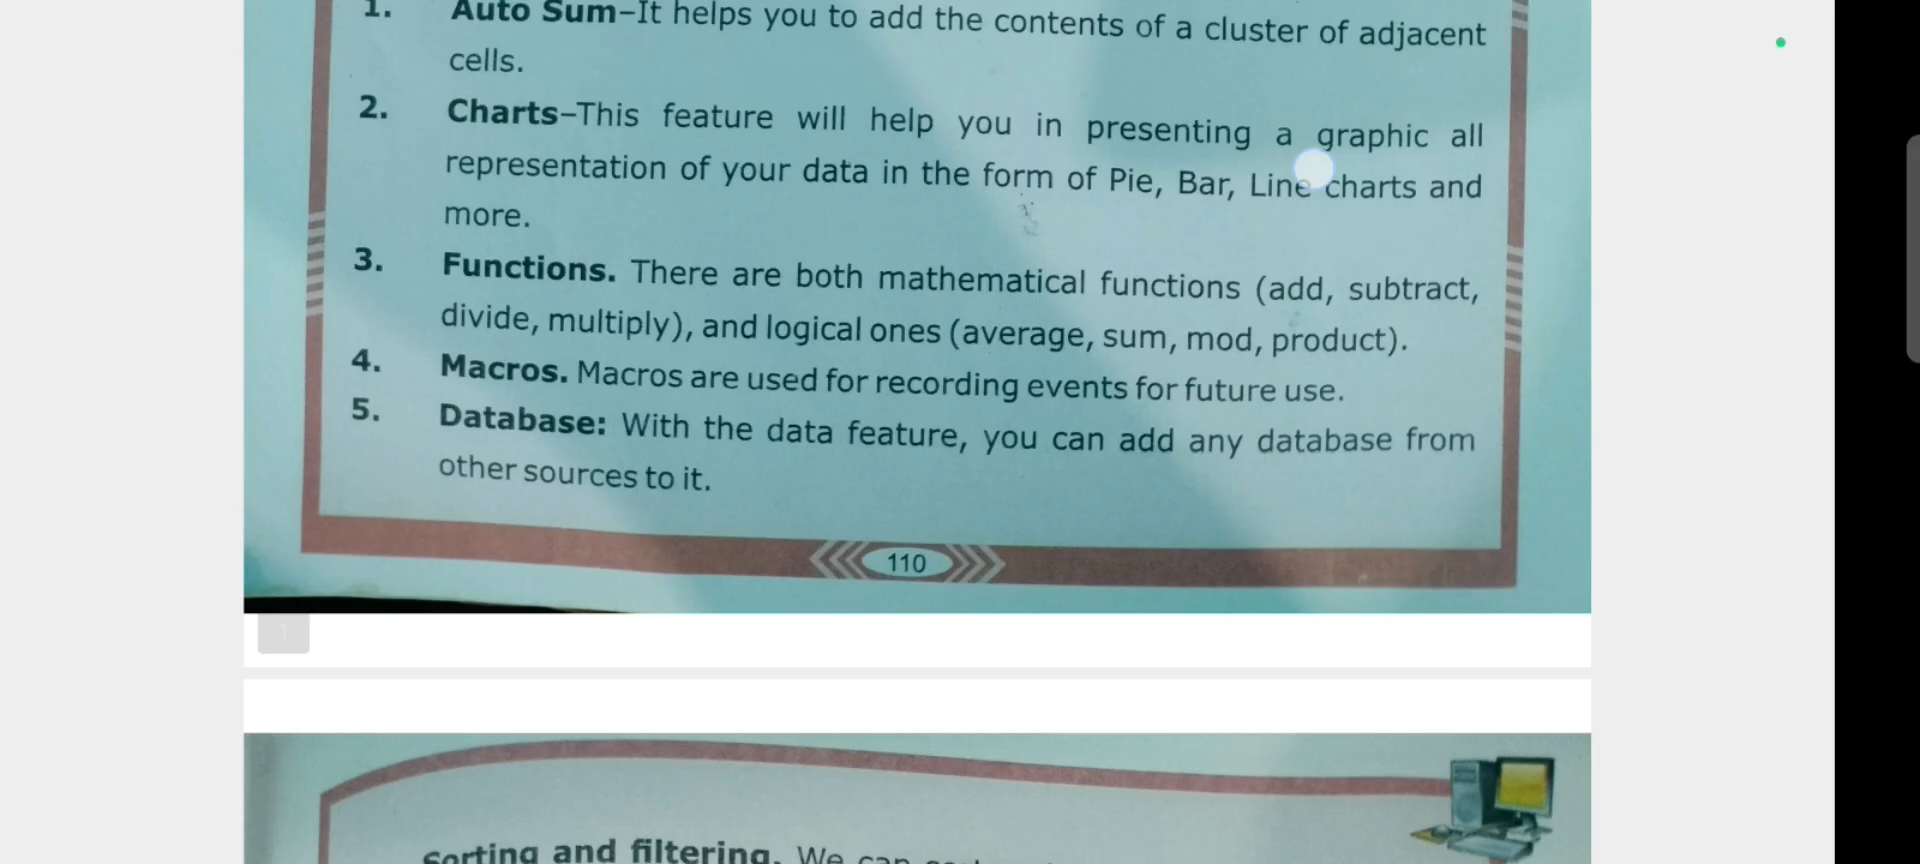 1. Auto Sum–It helps you to add the contents of a cluster of adjacent
cells.
2. Charts–This feature will help you in presenting a graphic all
representation of your data in the form of Pie, Bar, Line charts and
more.
3. Functions. There are both mathematical functions (add, subtract,
divide, multiply), and logical ones (average, sum, mod, product).
4. Macros. Macros are used for recording events for future use.
5. Database: With the data feature, you can add any database from
other sources to it.
110
1
Sorting and filtering. We can